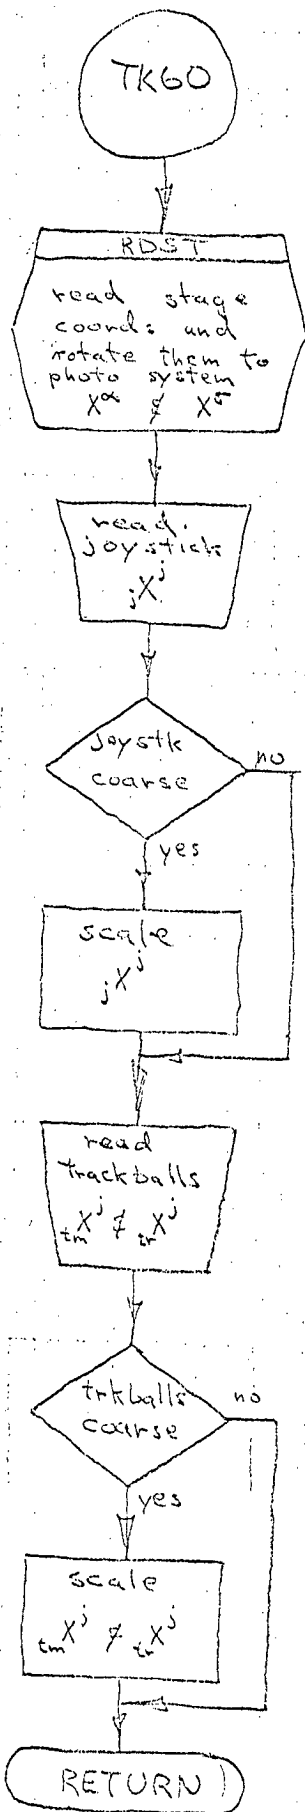 TK60
RDST
read stage
coords and
rotate them to
photo system
X^α & X^σ
read
joystick
jX^j
joystk
coarse
no
yes
scale
jX^j
read
trackballs
tmX^j & trX^j
trkballs
coarse
no
yes
scale
tmX^j & trX^j
RETURN